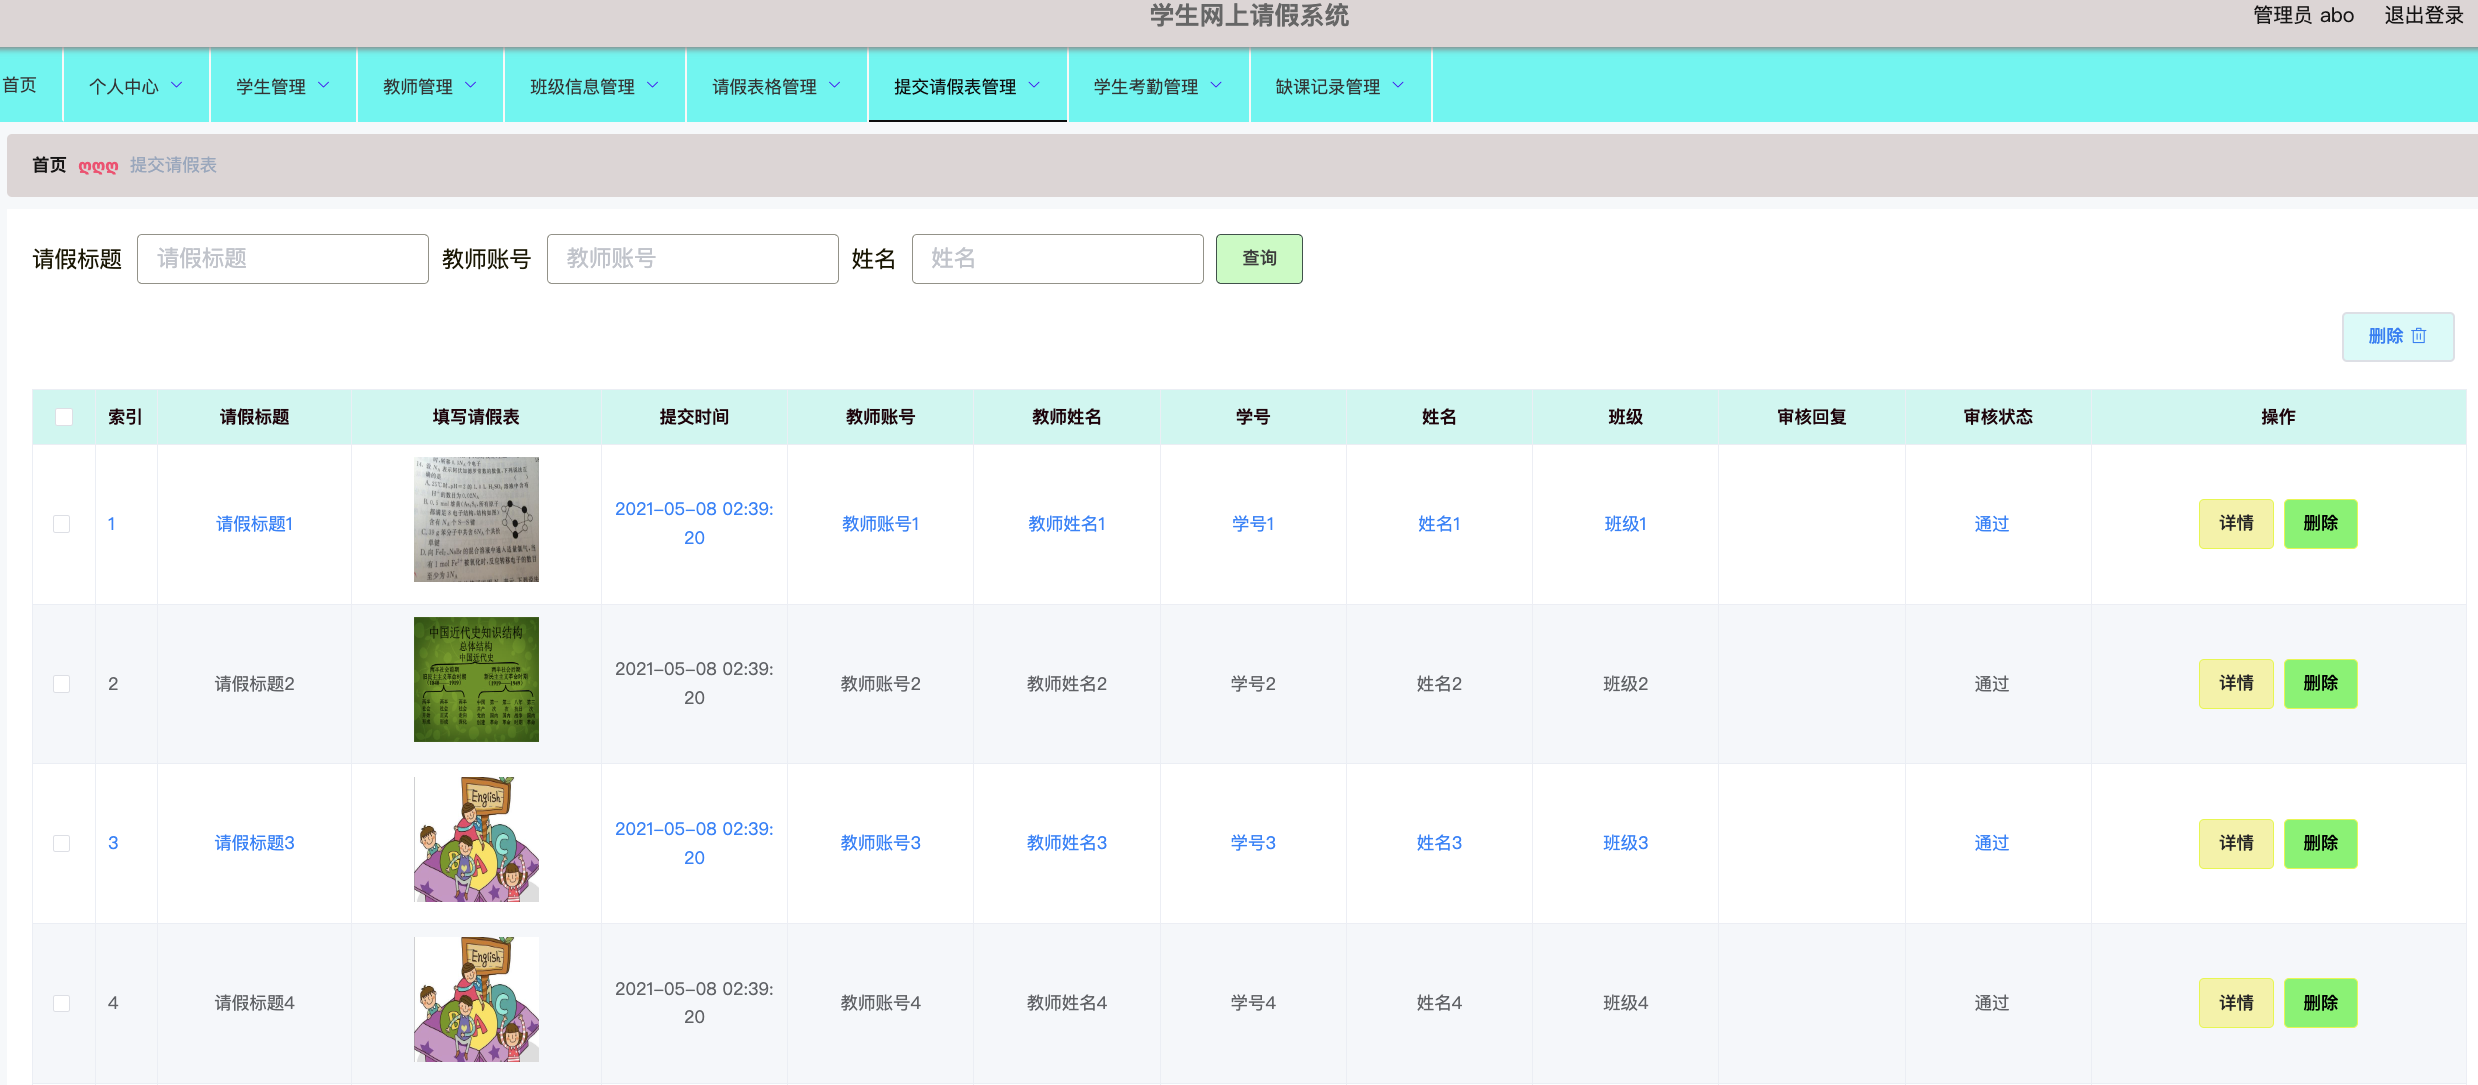 学生网上请假系统
管理员 abo 退出登录
首页 个人中心 学生管理 教师管理 班级信息管理 请假表格管理 提交请假表管理 学生考勤管理 缺课记录管理
首页 ღღღ 提交请假表
请假标题 请假标题 教师账号 教师账号 姓名 姓名 查询
删除
索引 请假标题 填写请假表 提交时间 教师账号 教师姓名 学号 姓名 班级 审核回复 审核状态 操作
1 请假标题1 2021-05-08 02:39:20 教师账号1 教师姓名1 学号1 姓名1 班级1 通过 详情 删除
中国近代史知识结构
总体结构
中国近代史
2 请假标题2 2021-05-08 02:39:20 教师账号2 教师姓名2 学号2 姓名2 班级2 通过 详情 删除
English
B A C
3 请假标题3 2021-05-08 02:39:20 教师账号3 教师姓名3 学号3 姓名3 班级3 通过 详情 删除
English
B A C
4 请假标题4 2021-05-08 02:39:20 教师账号4 教师姓名4 学号4 姓名4 班级4 通过 详情 删除